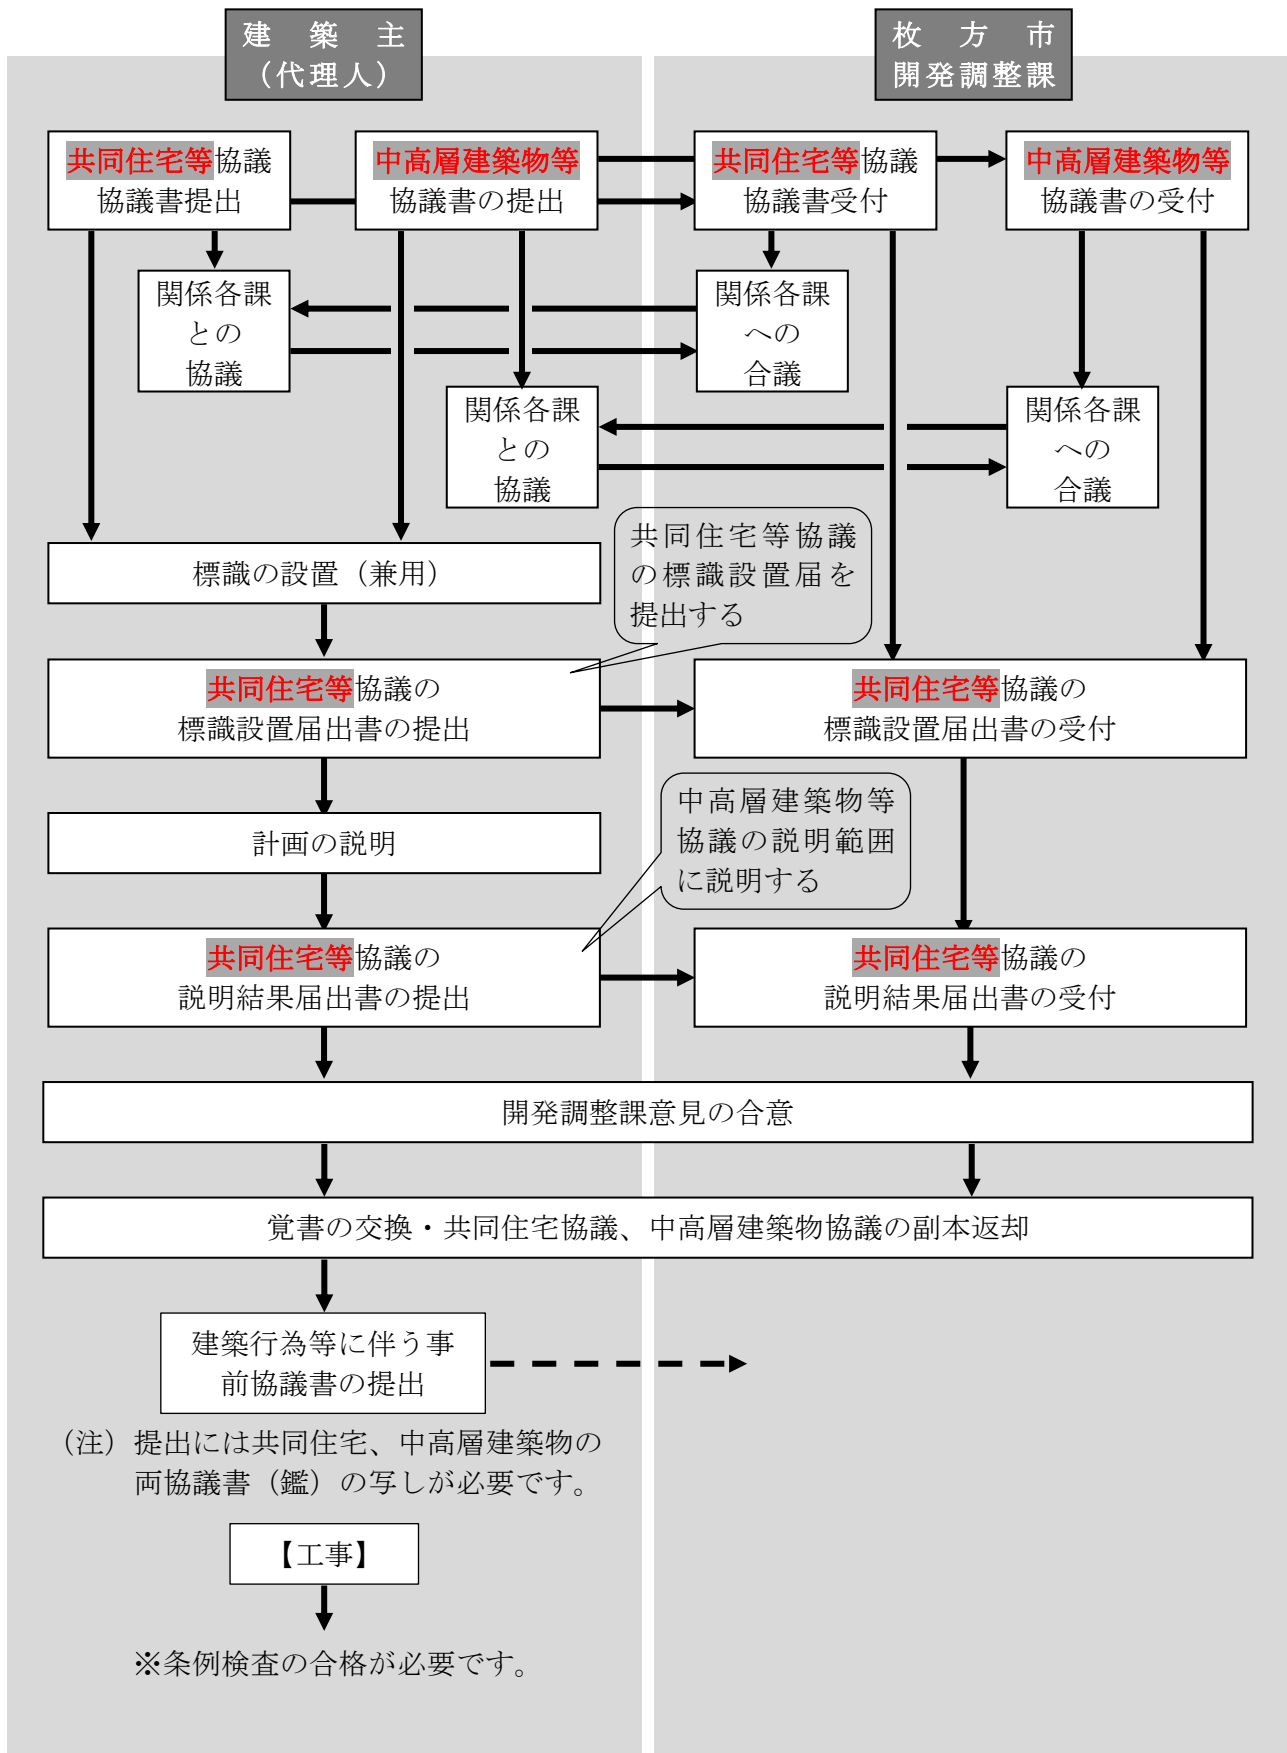 建築主
（代理人）
枚方市
開発調整課
共同住宅等協議
協議書提出
中高層建築物等
協議書の提出
共同住宅等協議
協議書受付
中高層建築物等
協議書の受付
関係各課
との
協議
関係各課
への
合議
関係各課
との
協議
関係各課
への
合議
共同住宅等協議
の標識設置届を
提出する
標識の設置（兼用）
共同住宅等協議の
標識設置届出書の提出
共同住宅等協議の
標識設置届出書の受付
中高層建築物等
協議の説明範囲
に説明する
計画の説明
共同住宅等協議の
説明結果届出書の提出
共同住宅等協議の
説明結果届出書の受付
開発調整課意見の合意
覚書の交換・共同住宅協議、中高層建築物協議の副本返却
建築行為等に伴う事
前協議書の提出
（注）提出には共同住宅、中高層建築物の
両協議書（鑑）の写しが必要です。
【工事】
※条例検査の合格が必要です。